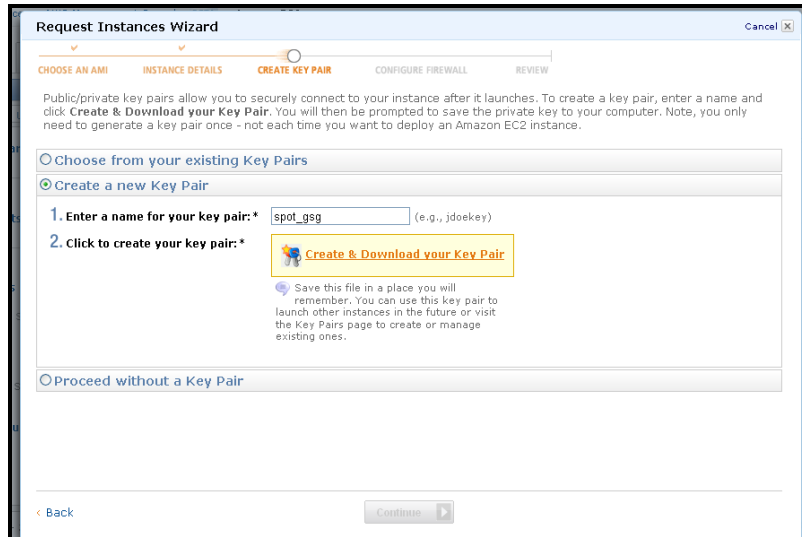 Request Instances Wizard
Cancel
CHOOSE AN AMI INSTANCE DETAILS CREATE KEY PAIR CONFIGURE FIREWALL REVIEW
Public/private key pairs allow you to securely connect to your instance after it launches. To create a key pair, enter a name and
click Create & Download your Key Pair. You will then be prompted to save the private key to your computer. Note, you only
need to generate a key pair once - not each time you want to deploy an Amazon EC2 instance.
Choose from your existing Key Pairs
Create a new Key Pair
1. Enter a name for your key pair:* spot_gsg (e.g., jdoekey)
2. Click to create your key pair:*
Create & Download your Key Pair
Save this file in a place you will
remember. You can use this key pair to
launch other instances in the future or visit
the Key Pairs page to create or manage
existing ones.
Proceed without a Key Pair
< Back
Continue